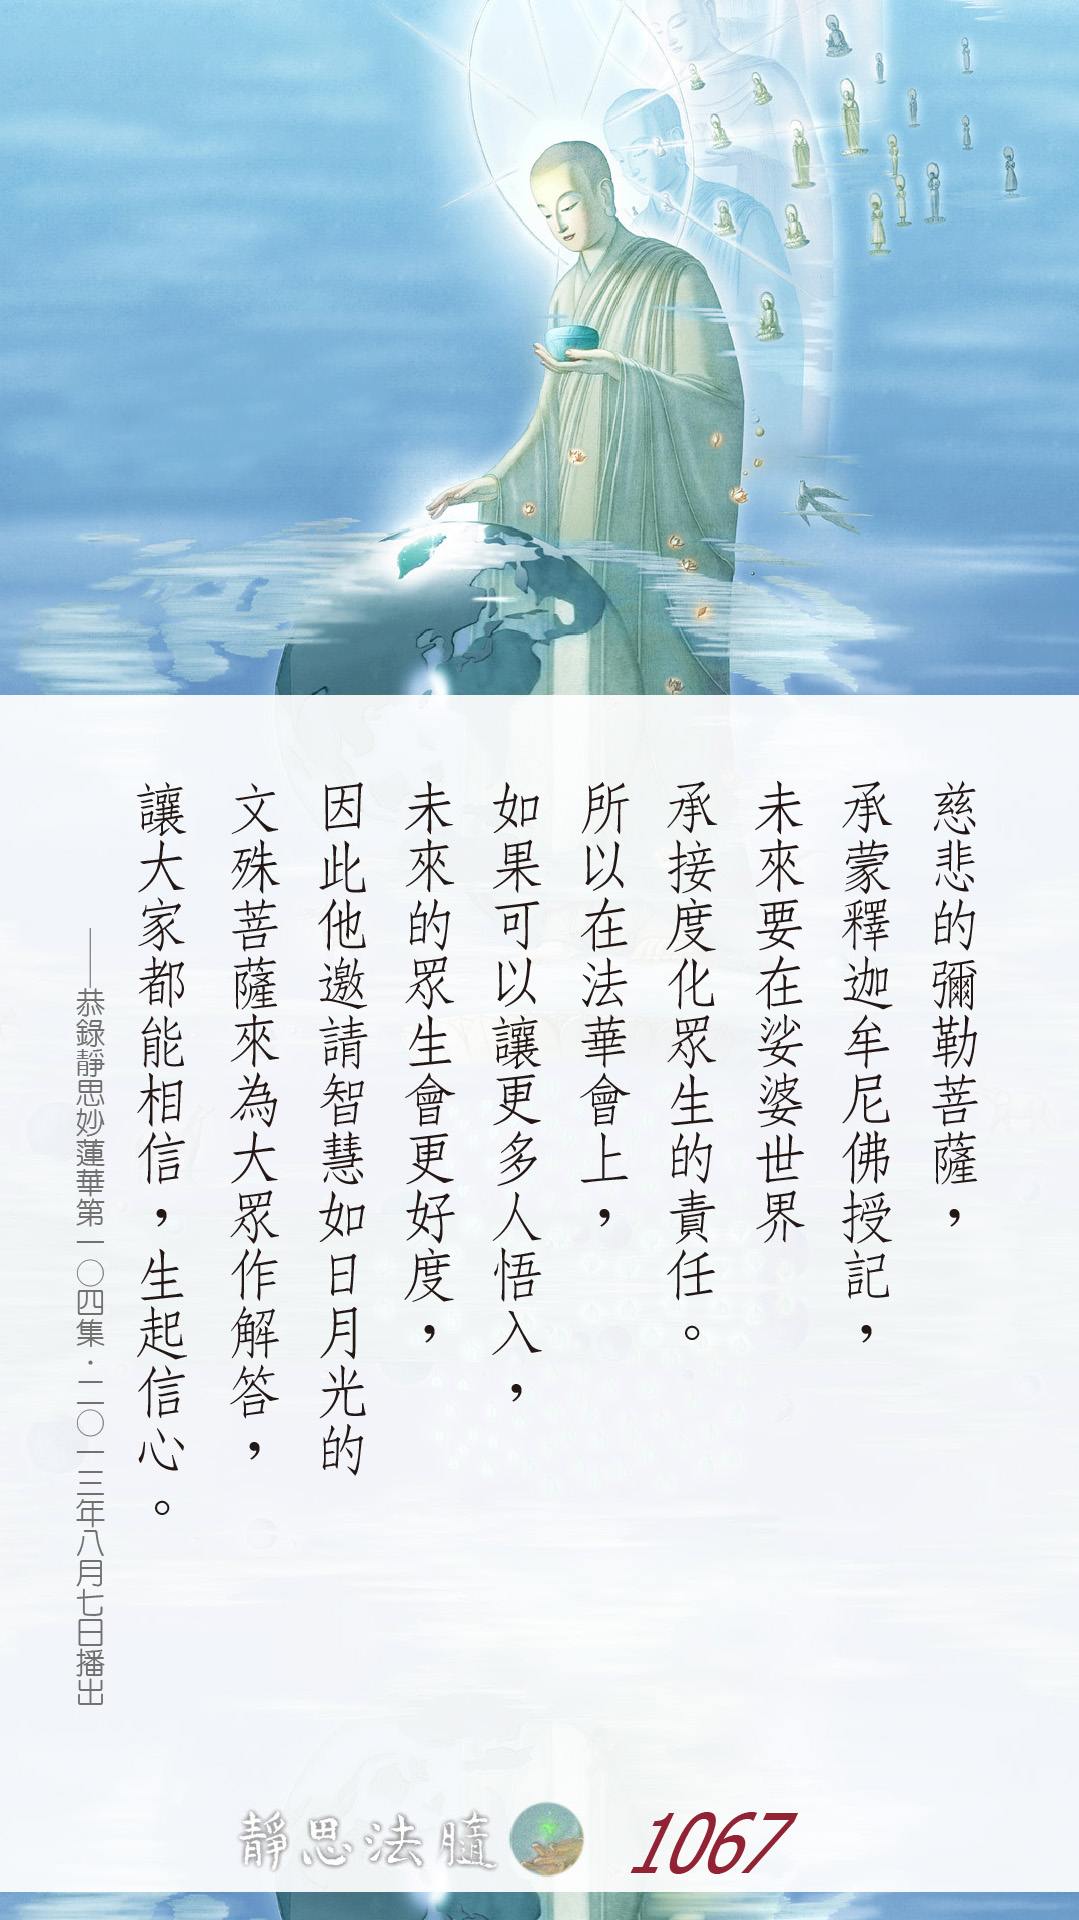 慈悲的彌勒菩薩，
承蒙釋迦牟尼佛授記，
未來要在娑婆世界
承接度化眾生的責任。
所以在法華會上，
如果可以讓更多人悟入，
未來的眾生會更好度，
因此他邀請智慧如日月光的
文殊菩薩來為大眾作解答，
讓大家都能相信，生起信心。
——恭錄靜思妙蓮華第一〇四集．二〇一三年八月七日播出
靜思法髓
1067